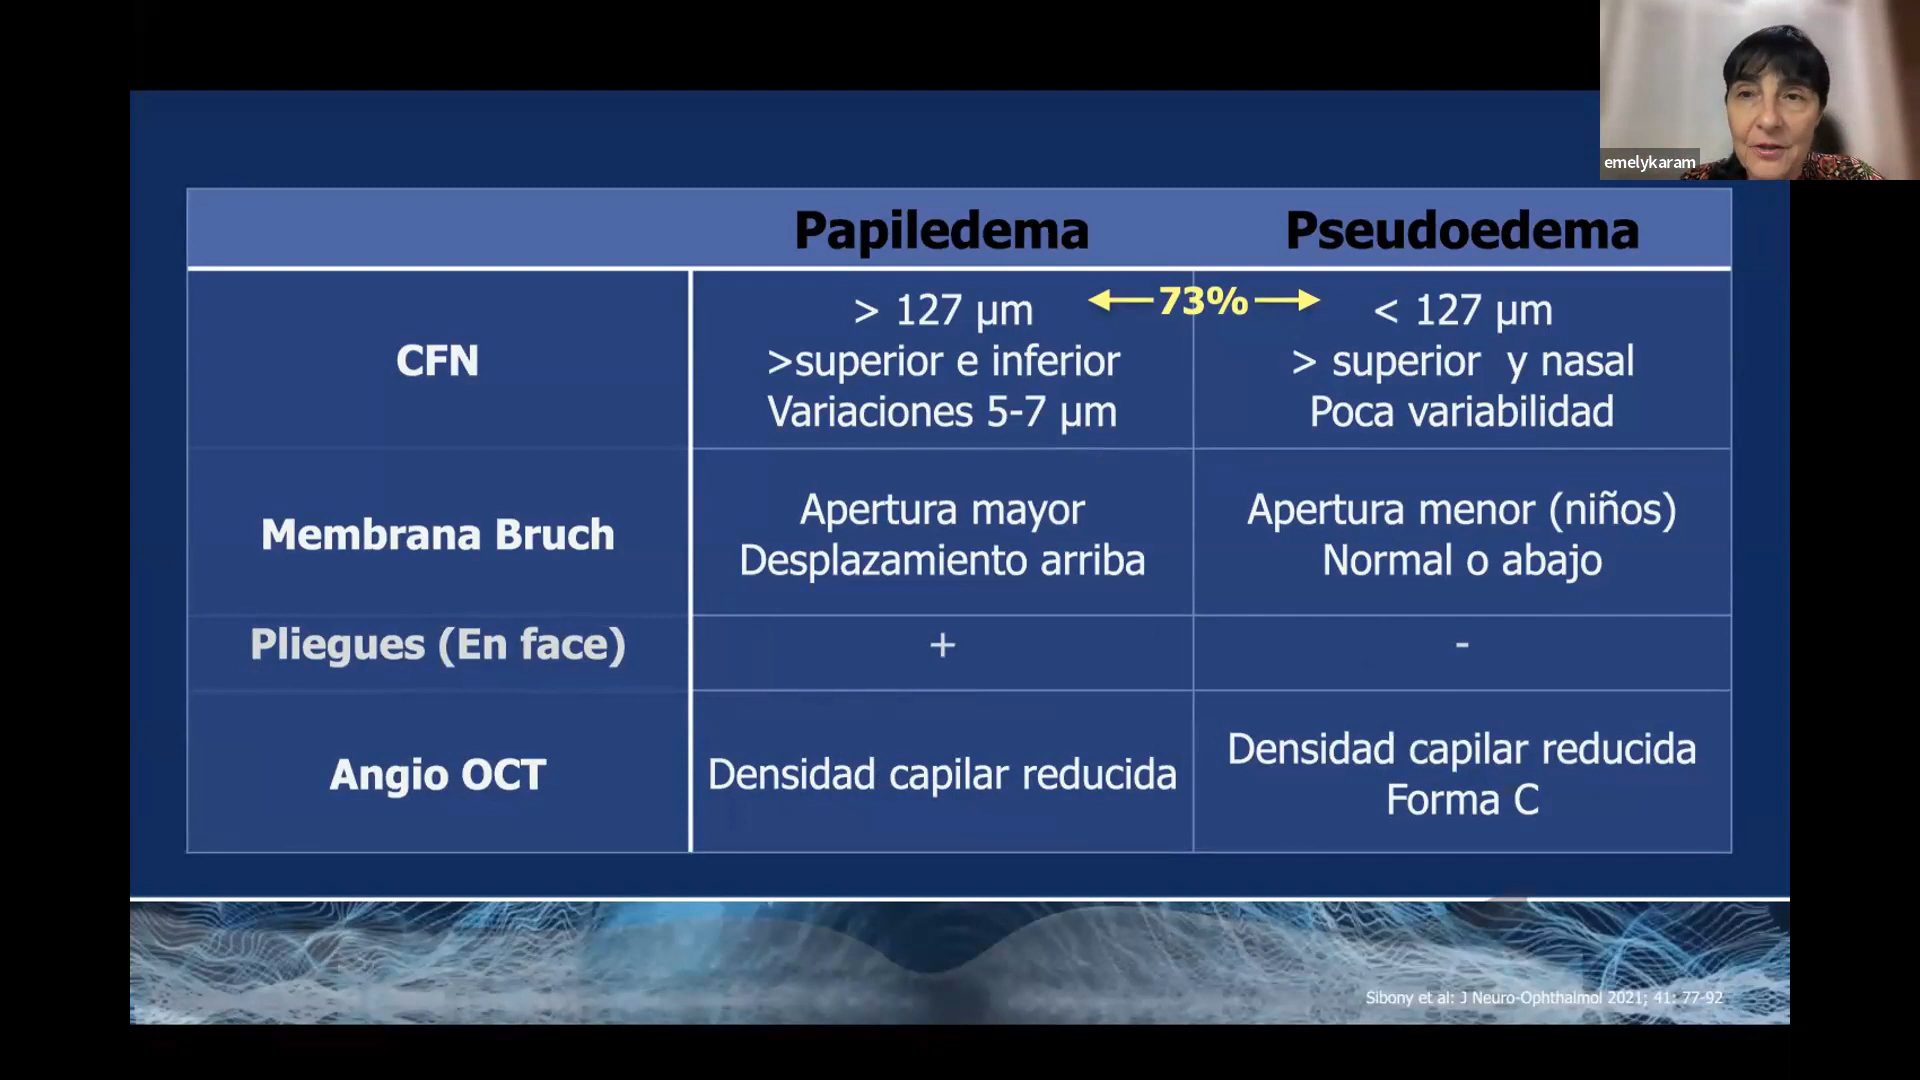 emelykaram
Papiledema
Pseudoedema
CFN
> 127 µm
>superior e inferior
Variaciones 5-7 µm
73%
< 127 µm
> superior y nasal
Poca variabilidad
Membrana Bruch
Apertura mayor
Desplazamiento arriba
Apertura menor (niños)
Normal o abajo
Pliegues (En face)
+
-
Angio OCT
Densidad capilar reducida
Densidad capilar reducida
Forma C
Sibony et al: J Neuro-Ophthalmol 2021; 41: 77-92